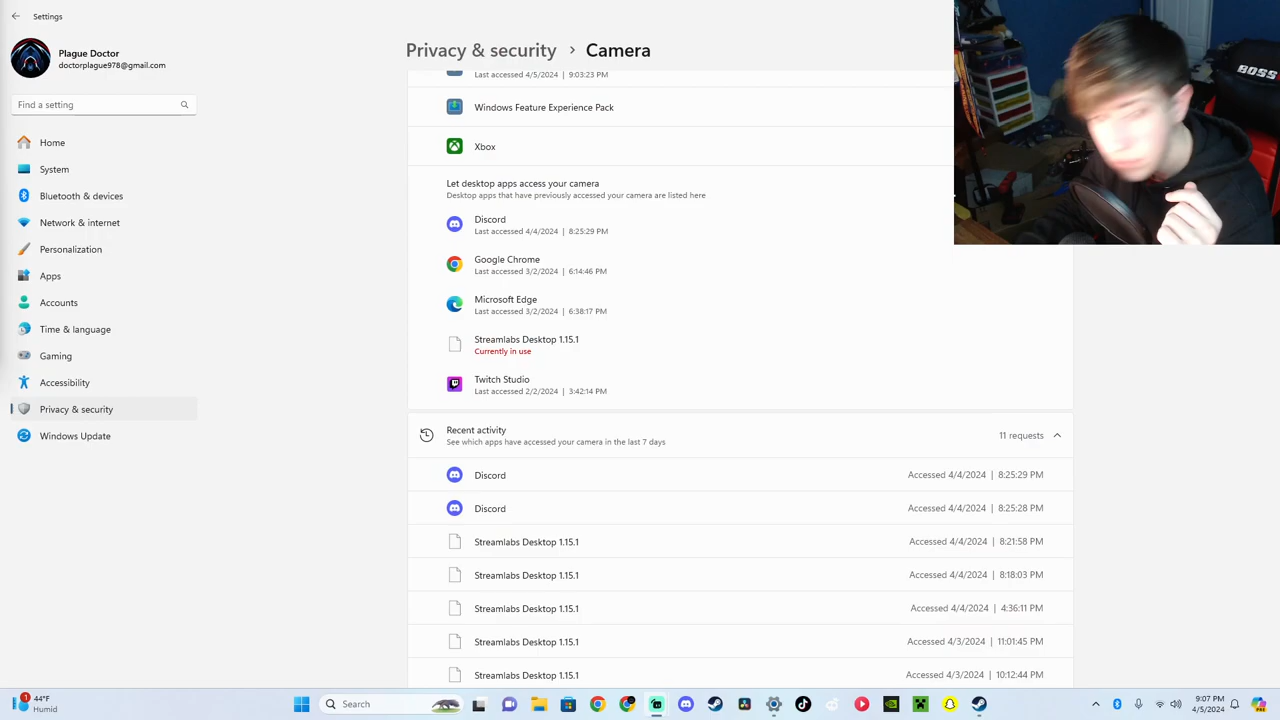 Settings
Plague Doctor
doctorplague978@gmail.com
Find a setting
Home
System
Bluetooth & devices
Network & internet
Personalization
Apps
Accounts
Time & language
Gaming
Accessibility
Privacy & security
Windows Update
Privacy & security > Camera
Last accessed 4/5/2024 | 9:03:23 PM
Windows Feature Experience Pack
Xbox
Let desktop apps access your camera
Desktop apps that have previously accessed your camera are listed here
Discord
Last accessed 4/4/2024 | 8:25:29 PM
Google Chrome
Last accessed 3/2/2024 | 6:14:46 PM
Microsoft Edge
Last accessed 3/2/2024 | 6:38:17 PM
Streamlabs Desktop 1.15.1
Currently in use
Twitch Studio
Last accessed 2/2/2024 | 3:42:14 PM
Recent activity
See which apps have accessed your camera in the last 7 days
11 requests
Discord Accessed 4/4/2024 | 8:25:29 PM
Discord Accessed 4/4/2024 | 8:25:28 PM
Streamlabs Desktop 1.15.1 Accessed 4/4/2024 | 8:21:58 PM
Streamlabs Desktop 1.15.1 Accessed 4/4/2024 | 8:18:03 PM
Streamlabs Desktop 1.15.1 Accessed 4/4/2024 | 4:36:11 PM
Streamlabs Desktop 1.15.1 Accessed 4/3/2024 | 11:01:45 PM
Streamlabs Desktop 1.15.1 Accessed 4/3/2024 | 10:12:44 PM
BOSS
1
44°F
Humid
Search
9:07 PM
4/5/2024